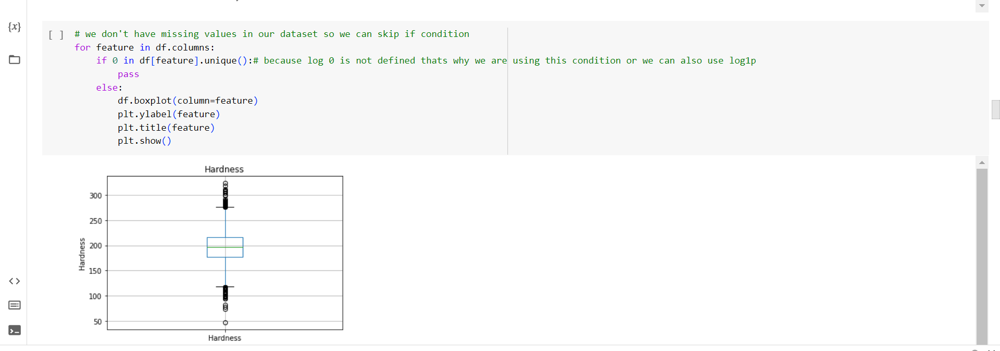 {x}
[ ] # we don't have missing values in our dataset so we can skip if condition
for feature in df.columns:
    if 0 in df[feature].unique():# because log 0 is not defined thats why we are using this condition or we can also use log1p
        pass
    else:
        df.boxplot(column=feature)
        plt.ylabel(feature)
        plt.title(feature)
        plt.show()
Hardness
300
250
200
150
100
50
Hardness
Hardness